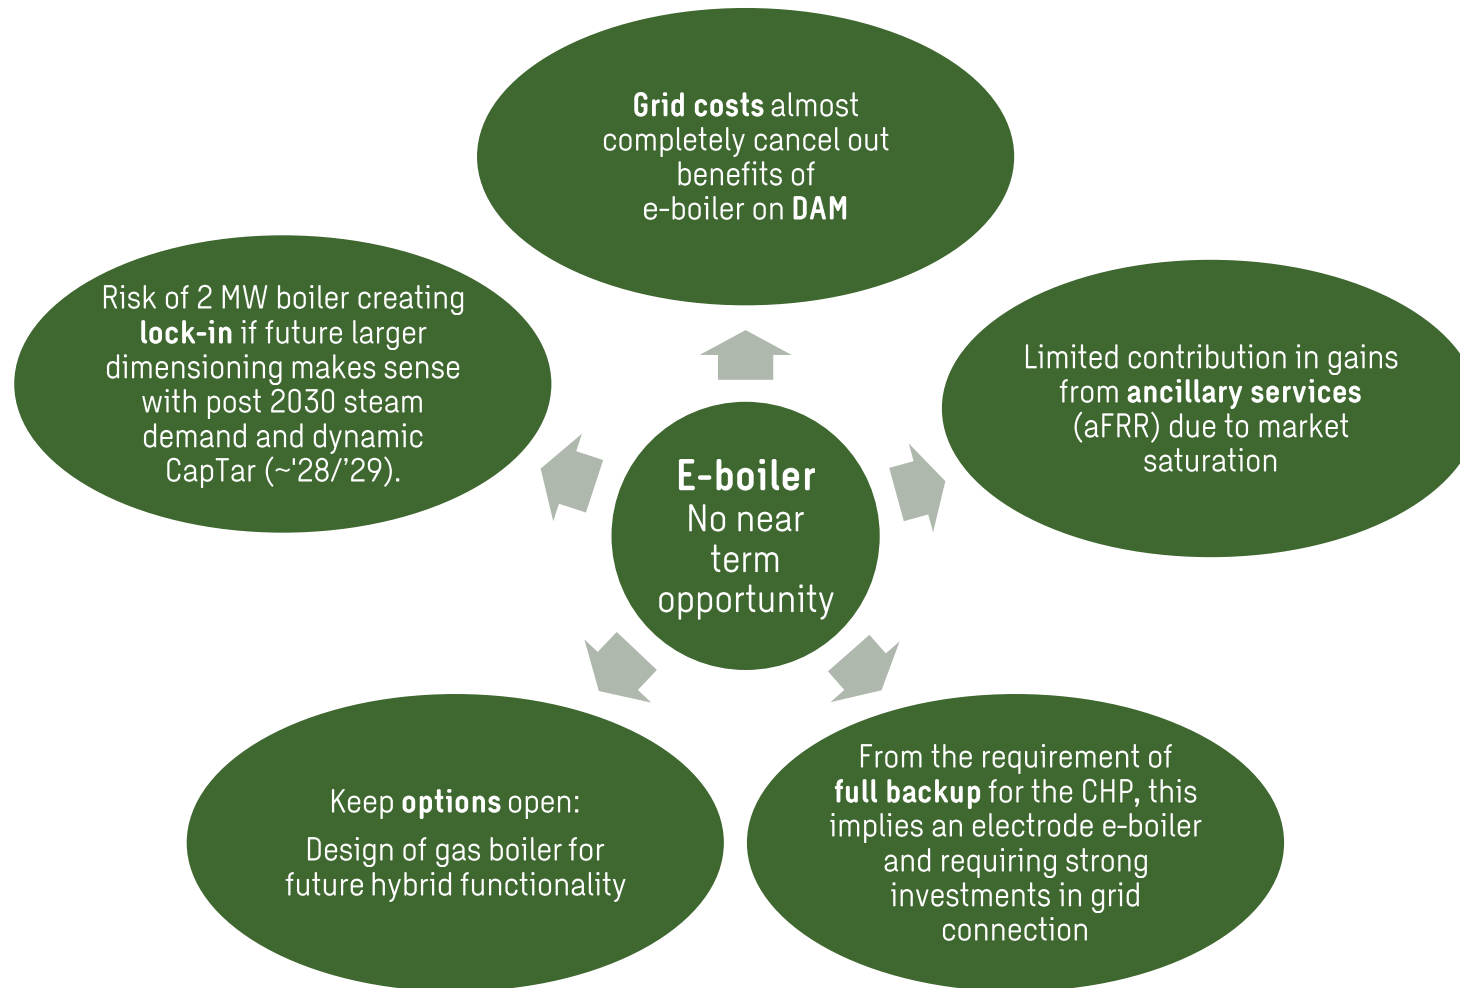 Grid costs almost
completely cancel out
benefits of
e-boiler on DAM
Risk of 2 MW boiler creating
lock-in if future larger
dimensioning makes sense
with post 2030 steam
demand and dynamic
CapTar (~'28/’29).
Limited contribution in gains
from ancillary services
(aFRR) due to market
saturation
E-boiler
No near
term
opportunity
Keep options open:
Design of gas boiler for
future hybrid functionality
From the requirement of
full backup for the CHP, this
implies an electrode e-boiler
and requiring strong
investments in grid
connection